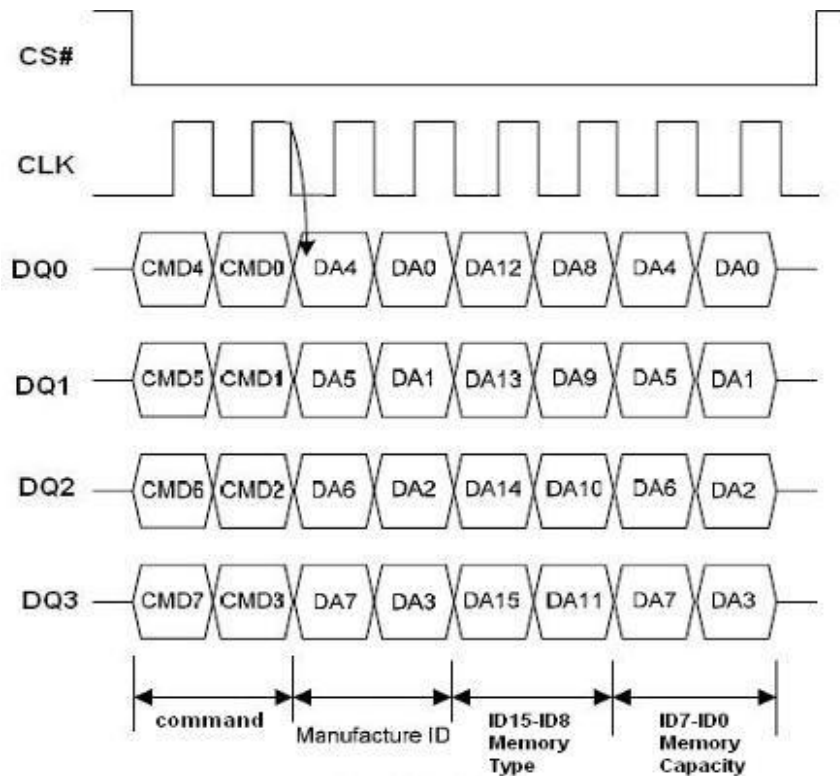 CS#
CLK
DQ0 CMD4 CMD0 DA4 DA0 DA12 DA8 DA4 DA0
DQ1 CMD5 CMD1 DA5 DA1 DA13 DA9 DA5 DA1
DQ2 CMD6 CMD2 DA6 DA2 DA14 DA10 DA6 DA2
DQ3 CMD7 CMD3 DA7 DA3 DA15 DA11 DA7 DA3
command
Manufacture ID
ID15-ID8
Memory
Type
ID7-ID0
Memory
Capacity